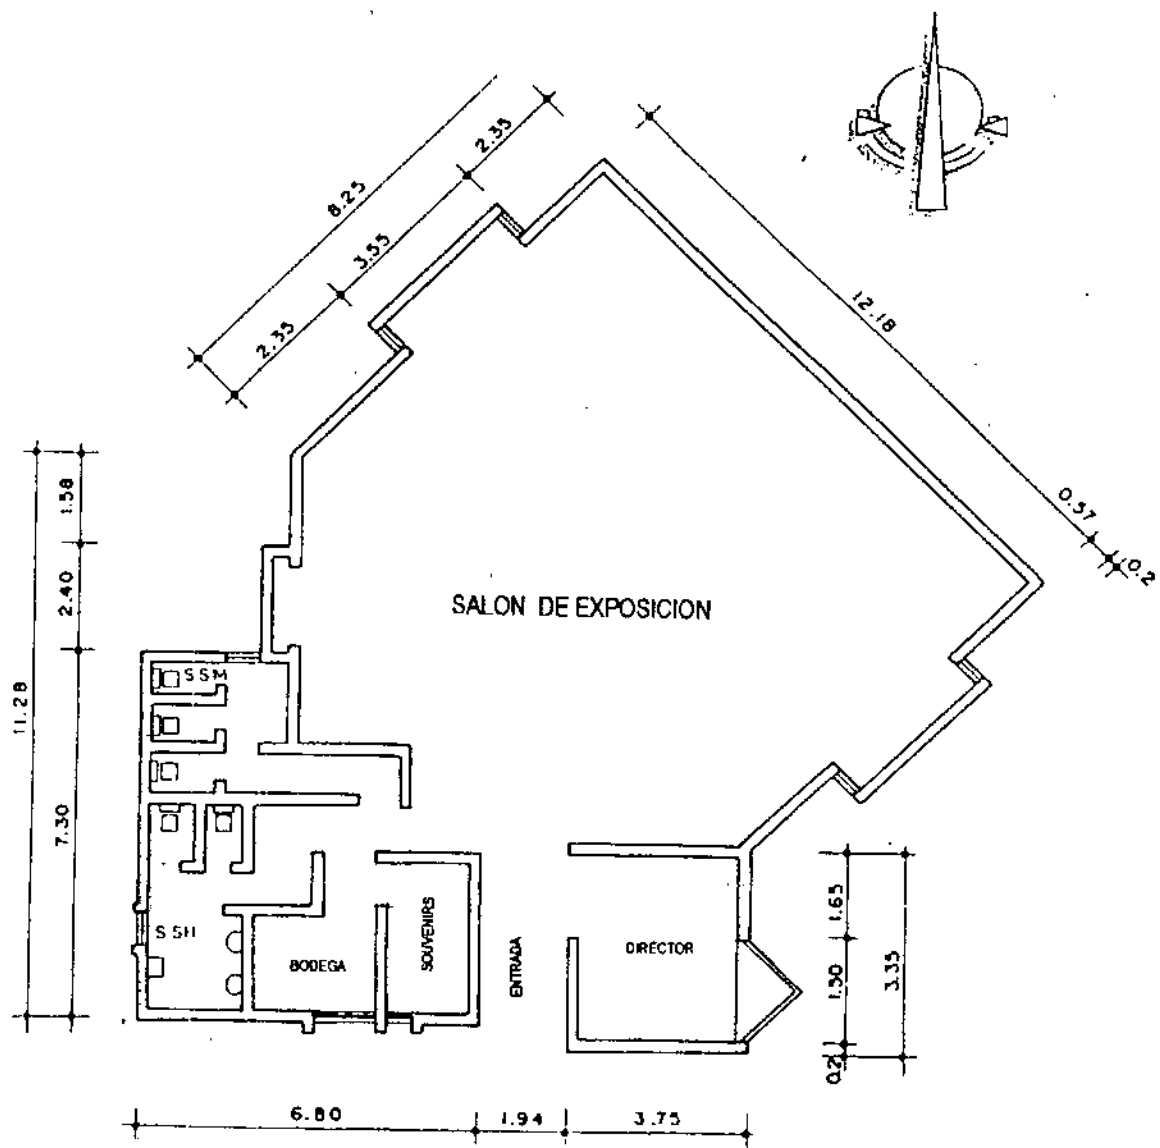 2.35
8.25
3.55
2.35
12.18
0.57
0.2
1.58
2.40
11.28
7.30
SALON DE EXPOSICION
S S M
S SH
BODEGA
SOUVENIRS
ENTRADA
DIRECTOR
1.65
1.50
3.35
0.2
6.80
1.94
3.75